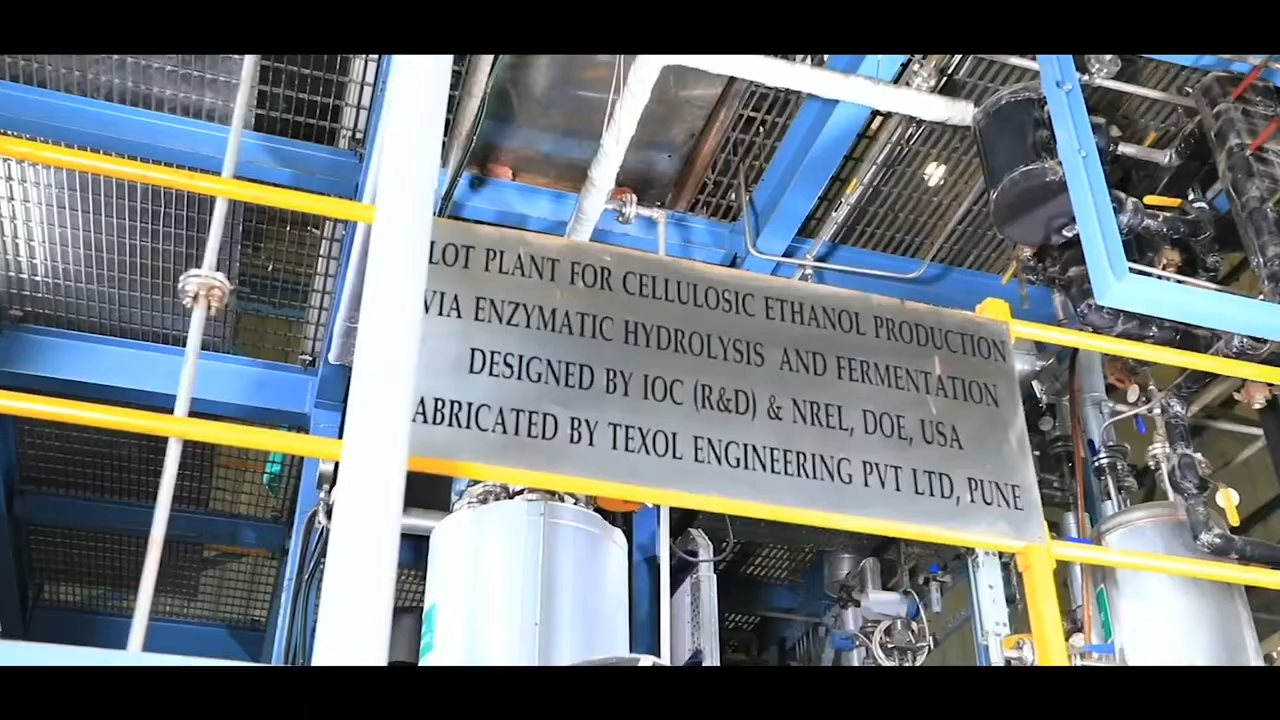 LOT PLANT FOR CELLULOSIC ETHANOL PRODUCTION
VIA ENZYMATIC HYDROLYSIS AND FERMENTATION
DESIGNED BY IOC (R&D) & NREL, DOE, USA
ABRICATED BY TEXOL ENGINEERING PVT LTD, PUNE